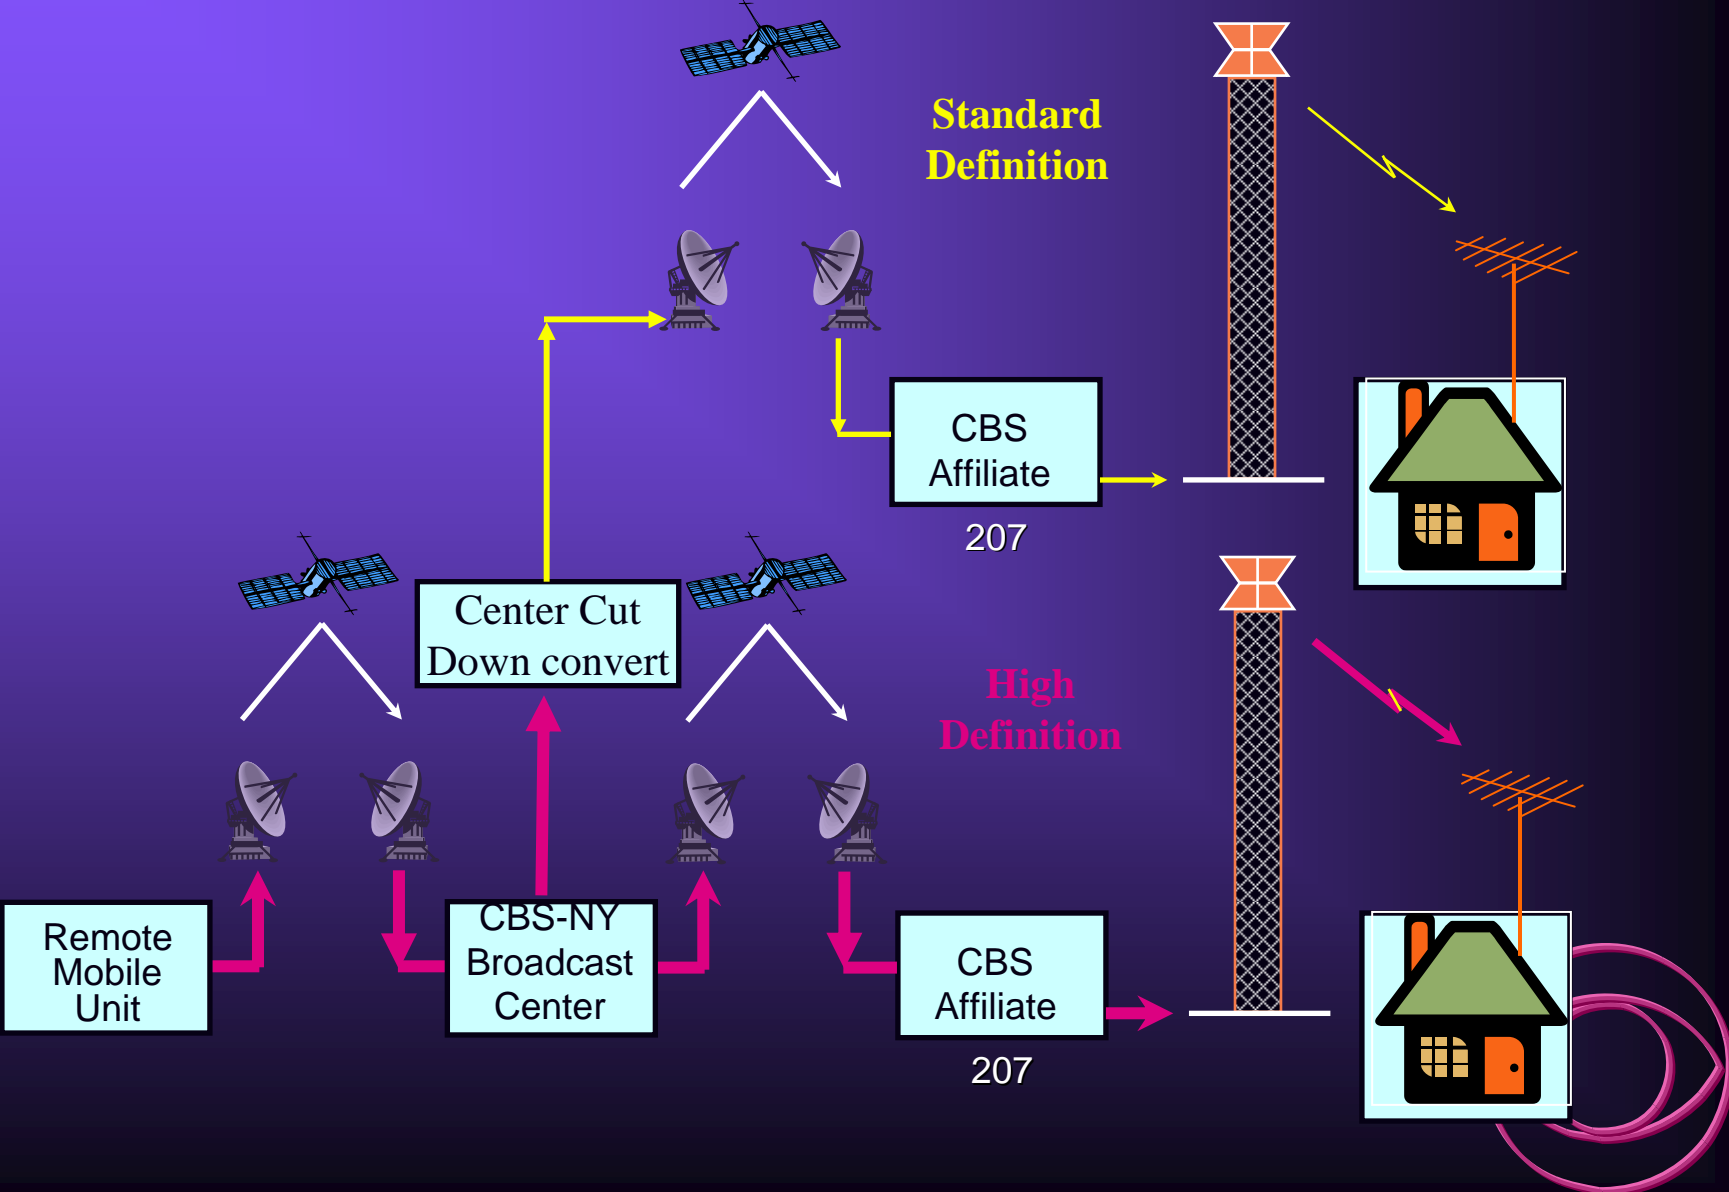 Standard
Definition
CBS
Affiliate
207
Center Cut
Down convert
High
Definition
Remote
Mobile
Unit
CBS-NY
Broadcast
Center
CBS
Affiliate
207